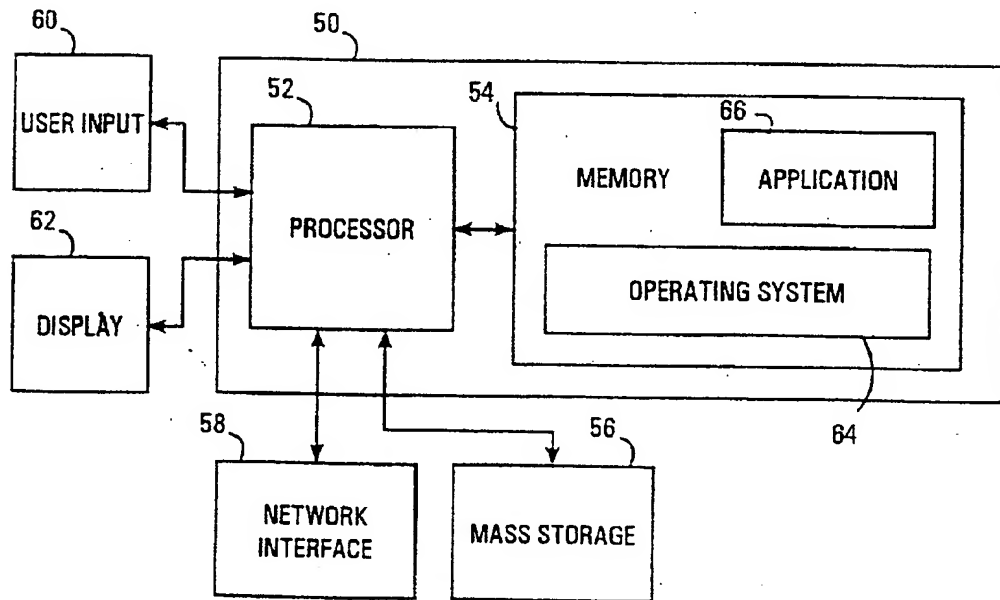 60
50
USER INPUT
52
PROCESSOR
54
MEMORY
66
APPLICATION
62
DISPLAY
OPERATING SYSTEM
64
58
NETWORK
INTERFACE
56
MASS STORAGE